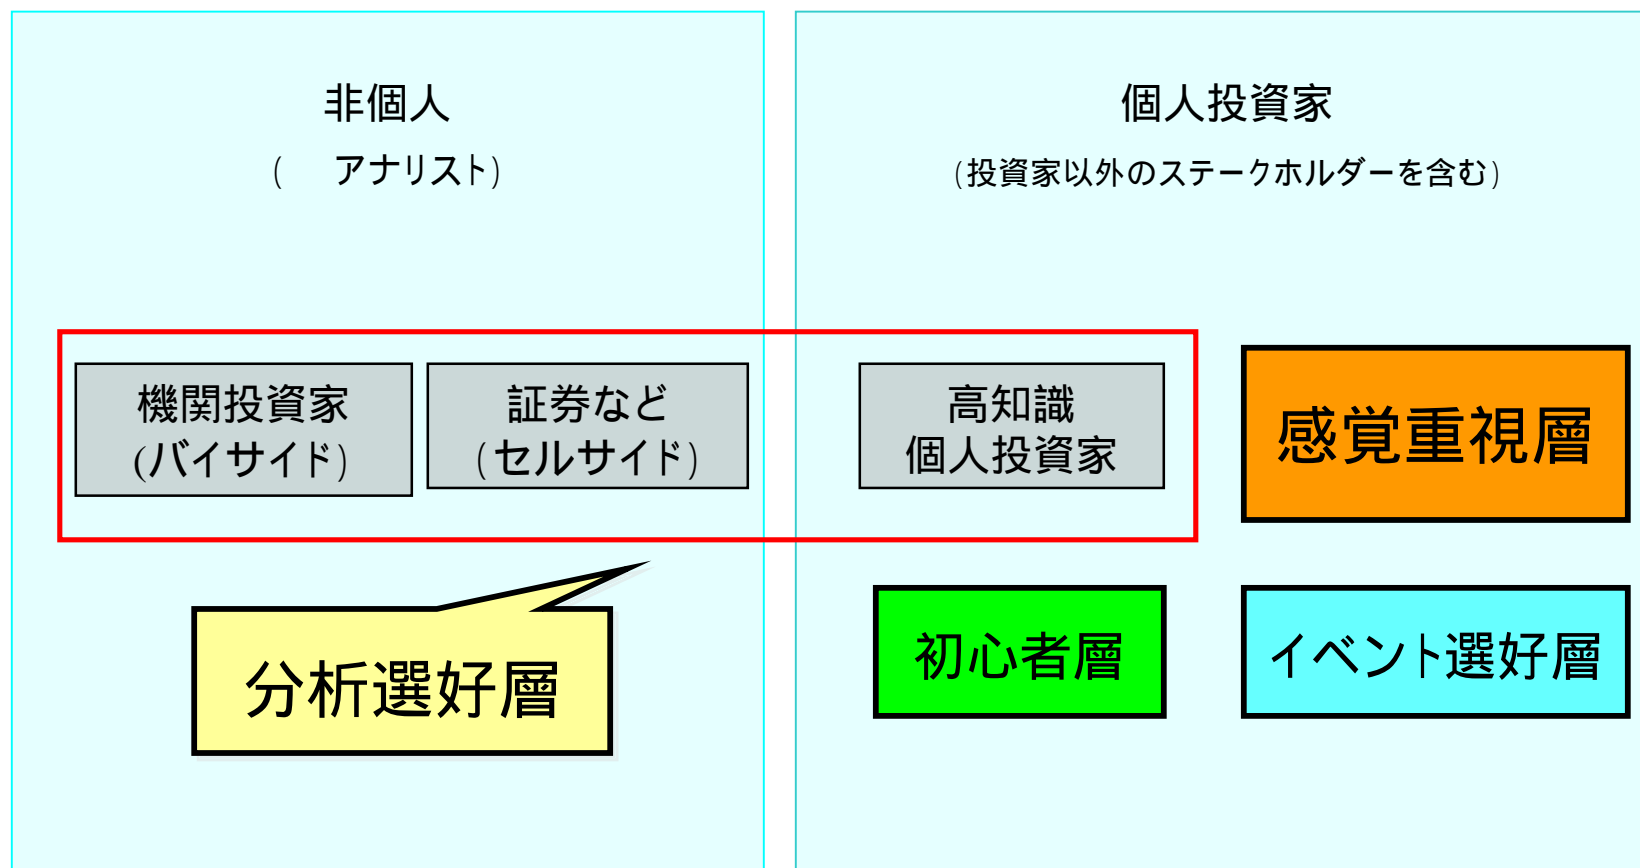 非個人
(　アナリスト)
個人投資家
(投資家以外のステークホルダーを含む)
機関投資家
(バイサイド)
証券など
(セルサイド)
高知識
個人投資家
感覚重視層
分析選好層
初心者層
イベント選好層